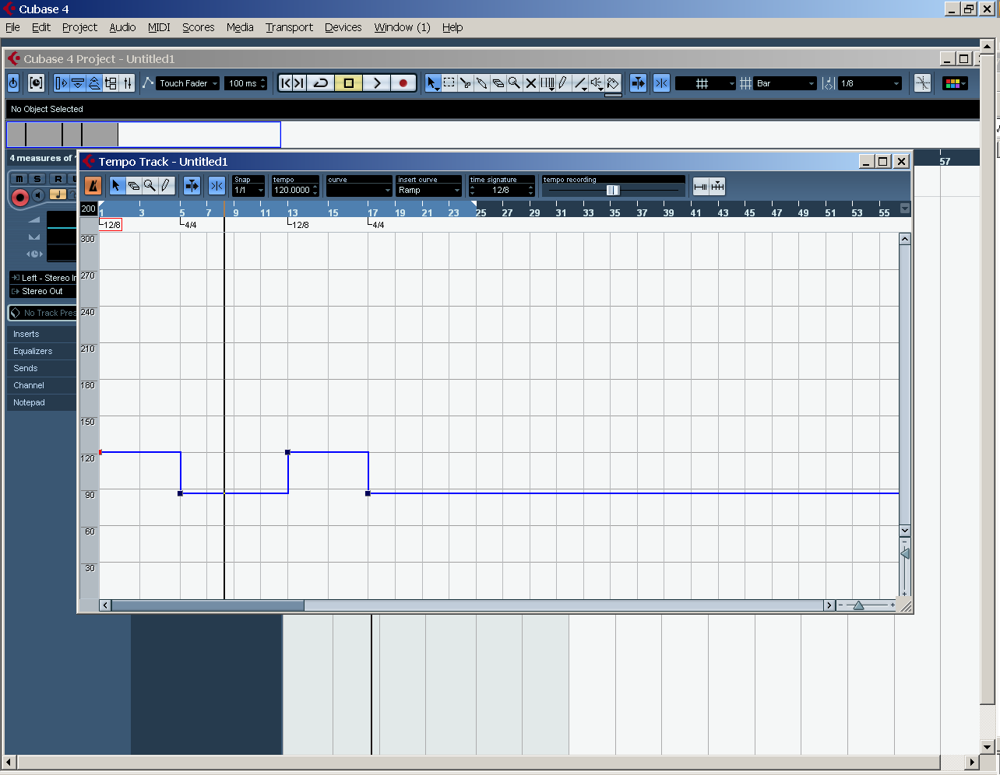 Cubase 4
File Edit Project Audio MIDI Scores Media Transport Devices Window (1) Help
Cubase 4 Project - Untitled1
Touch Fader 100 ms Bar 1/8
No Object Selected
4 measures of
57
Tempo Track - Untitled1
Snap tempo curve insert curve time signature tempo recording
1/1 120.0000 Ramp 12/8
M S R
200 1 3 5 7 9 11 13 15 17 19 21 23 25 27 29 31 33 35 37 39 41 43 45 47 49 51 53 55
12/8 4/4 12/8 4/4
300
270
240
210
180
150
120
90
60
30
Left - Stereo In
Stereo Out
No Track Pres
Inserts
Equalizers
Sends
Channel
Notepad